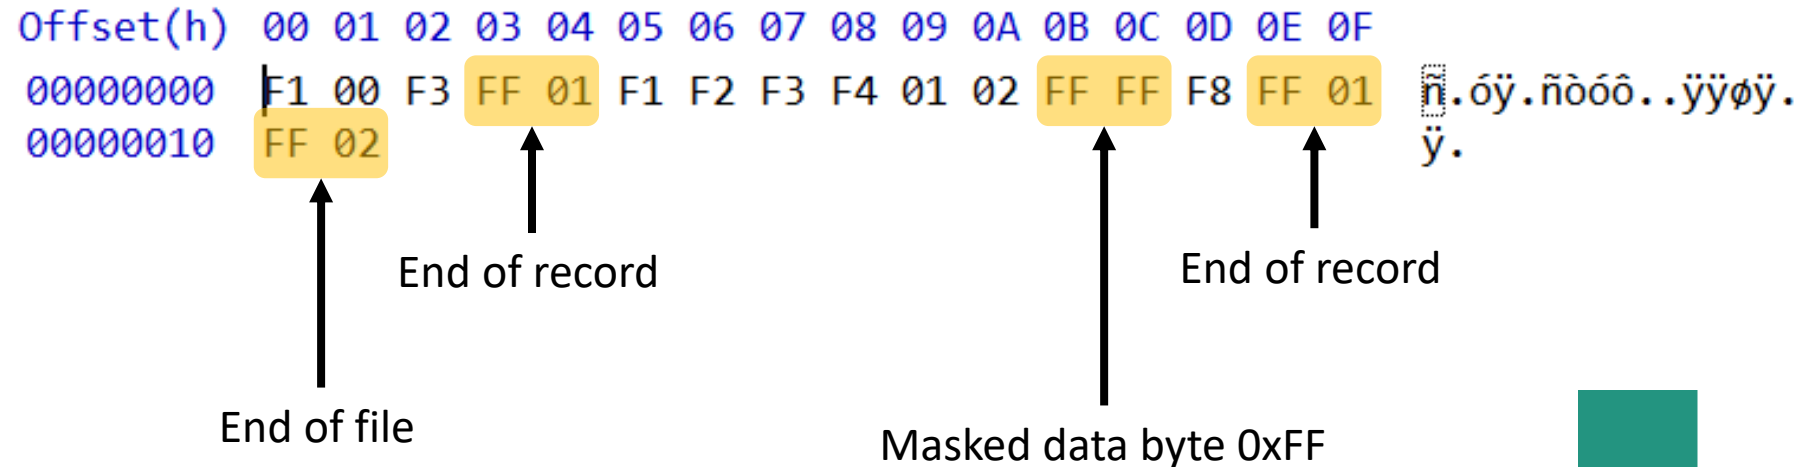 Offset(h) 00 01 02 03 04 05 06 07 08 09 0A 0B 0C 0D 0E 0F
00000000 F1 00 F3 FF 01 F1 F2 F3 F4 01 02 FF FF F8 FF 01 ñ.óÿ.ñòóô..ÿÿøÿ.
00000010 FF 02 ÿ.
End of record End of record
End of file Masked data byte 0xFF